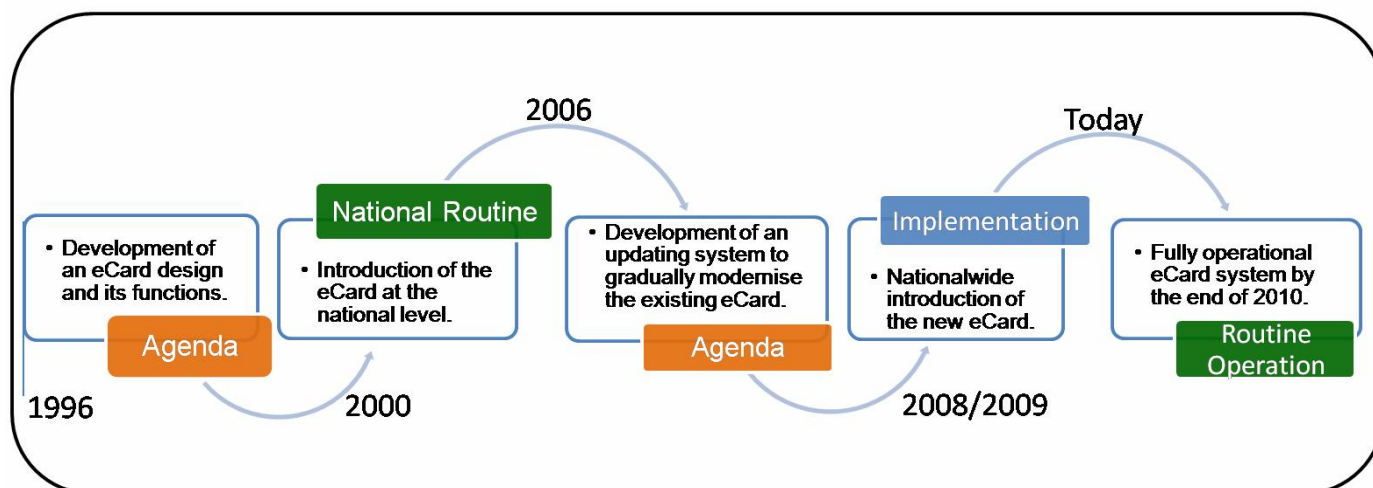 2006
Today
National Routine
Implementation
• Development of
an eCard design
and its functions.
Agenda
• Introduction of the
eCard at the
national level.
• Development of an
updating system to
gradually modernise
the existing eCard.
Agenda
• Nationalwide
introduction of
the new eCard.
• Fully operational
eCard system by
the end of 2010.
Routine
Operation
1996
2000
2008/2009